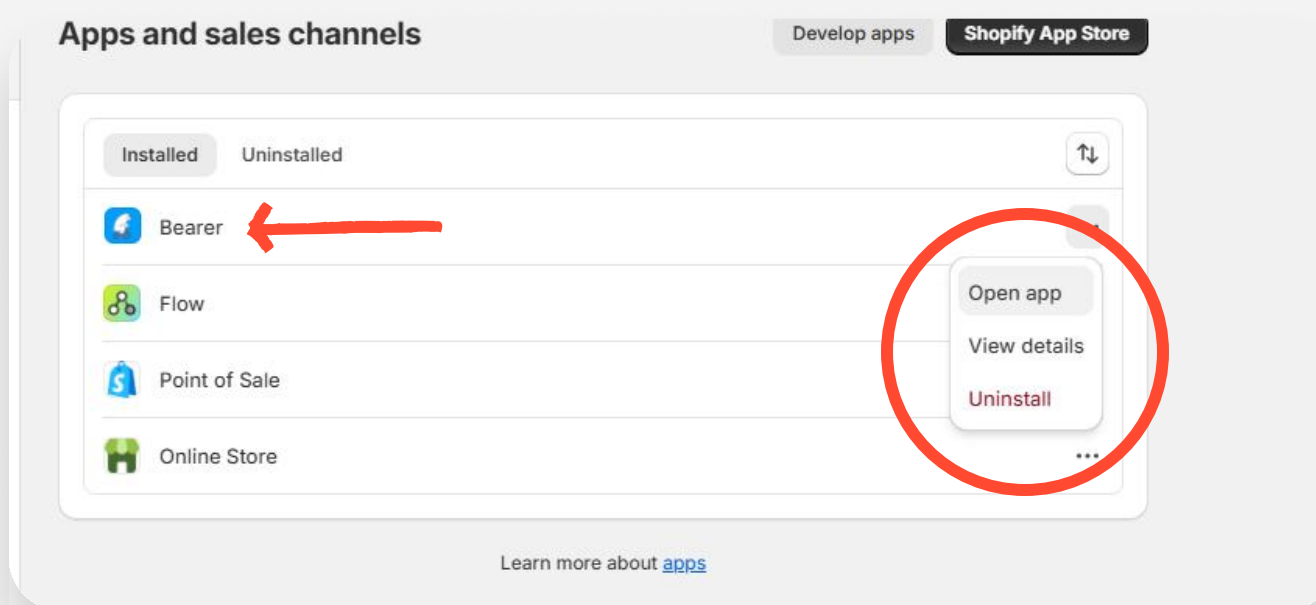 Apps and sales channels
Develop apps
Shopify App Store
Installed
Uninstalled
Bearer
Flow
Open app
View details
Point of Sale
Uninstall
Online Store
Learn more about apps